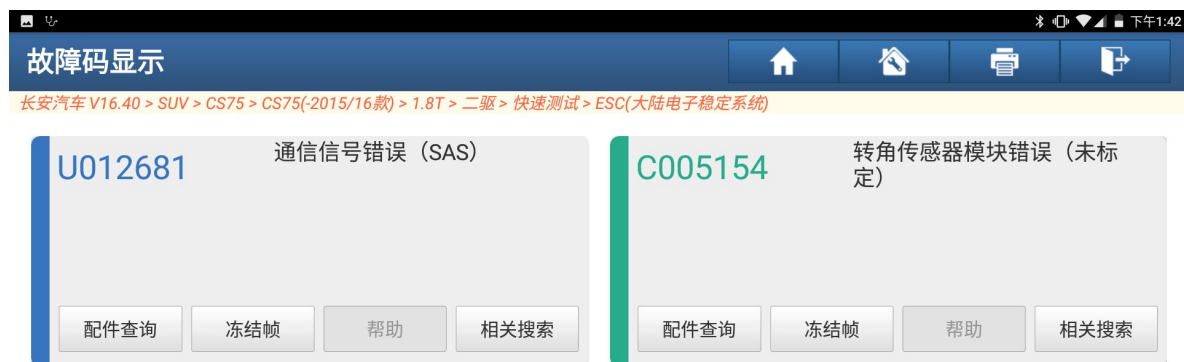 下午1:42
故障码显示
长安汽车 V16.40 > SUV > CS75 > CS75(-2015/16款) > 1.8T > 二驱 > 快速测试 > ESC(大陆电子稳定系统)
U012681
通信信号错误（SAS）
配件查询
冻结帧
帮助
相关搜索
C005154
转角传感器模块错误（未标
定）
配件查询
冻结帧
帮助
相关搜索